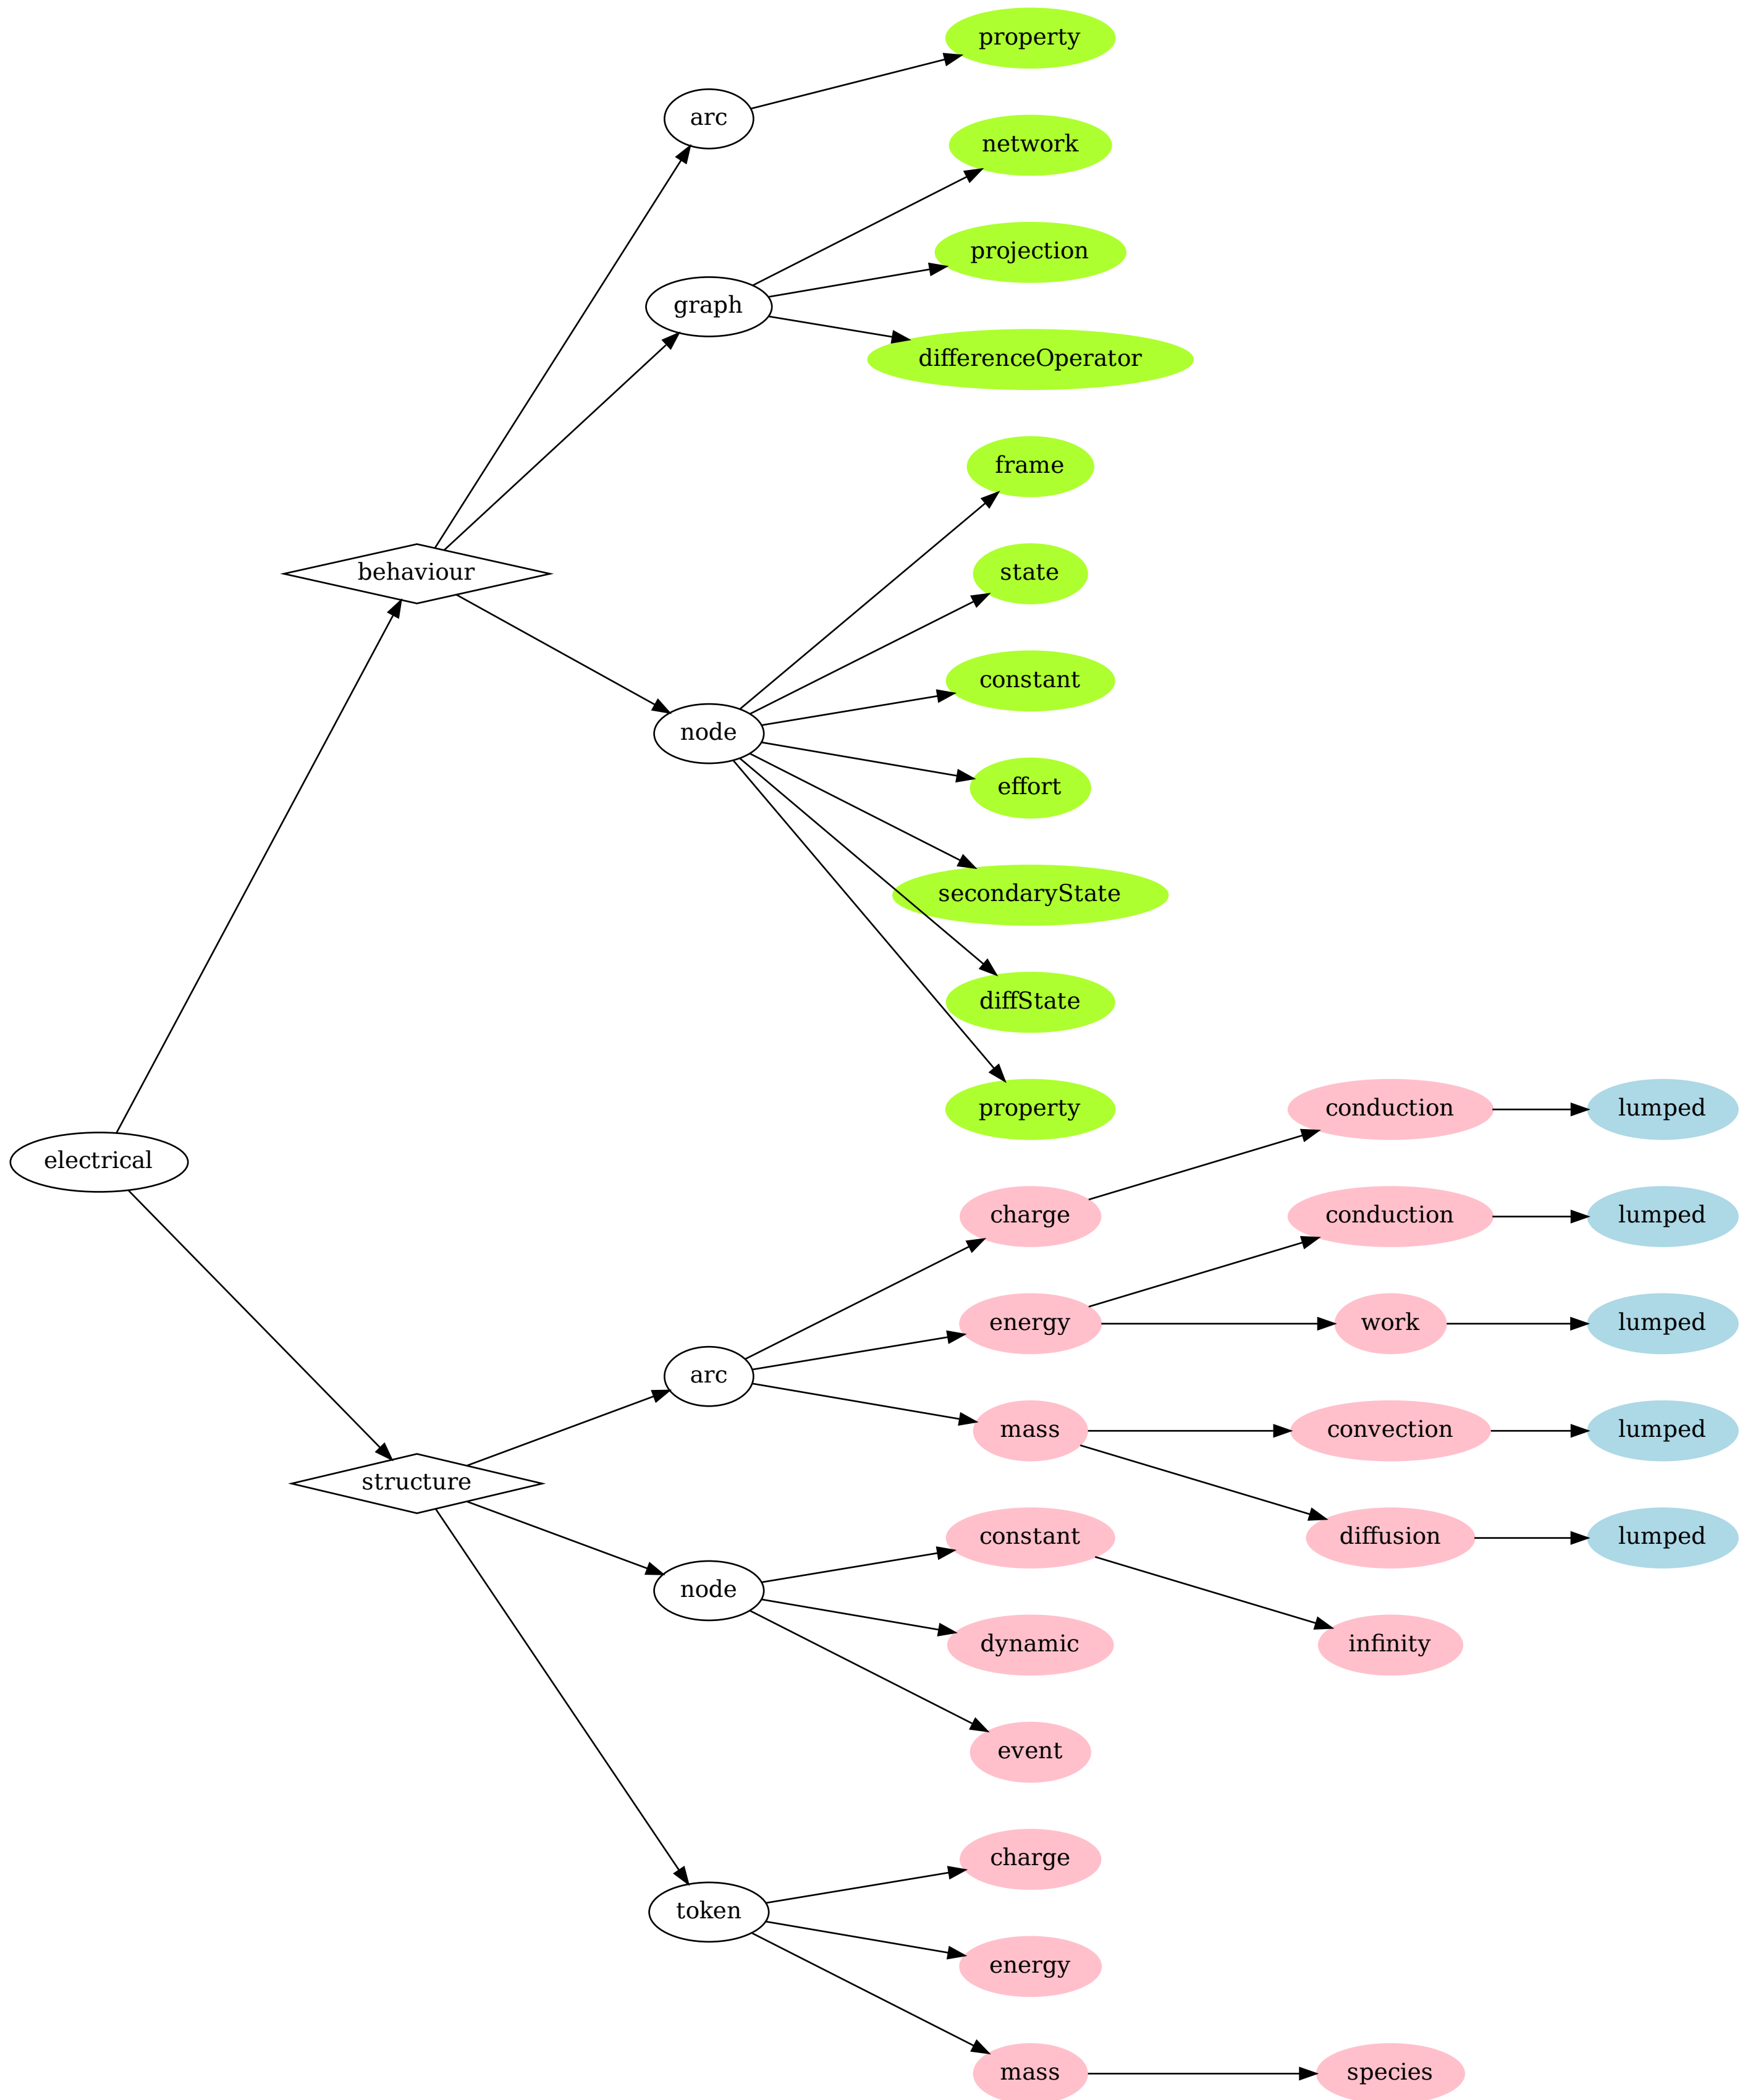 property
arc
network
projection
graph
differenceOperator
frame
state
behaviour
constant
node
effort
secondaryState
diffState
property
conduction
lumped
electrical
charge
conduction
lumped
energy
work
lumped
arc
mass
convection
lumped
structure
constant
diffusion
lumped
node
dynamic
infinity
event
charge
token
energy
mass
species